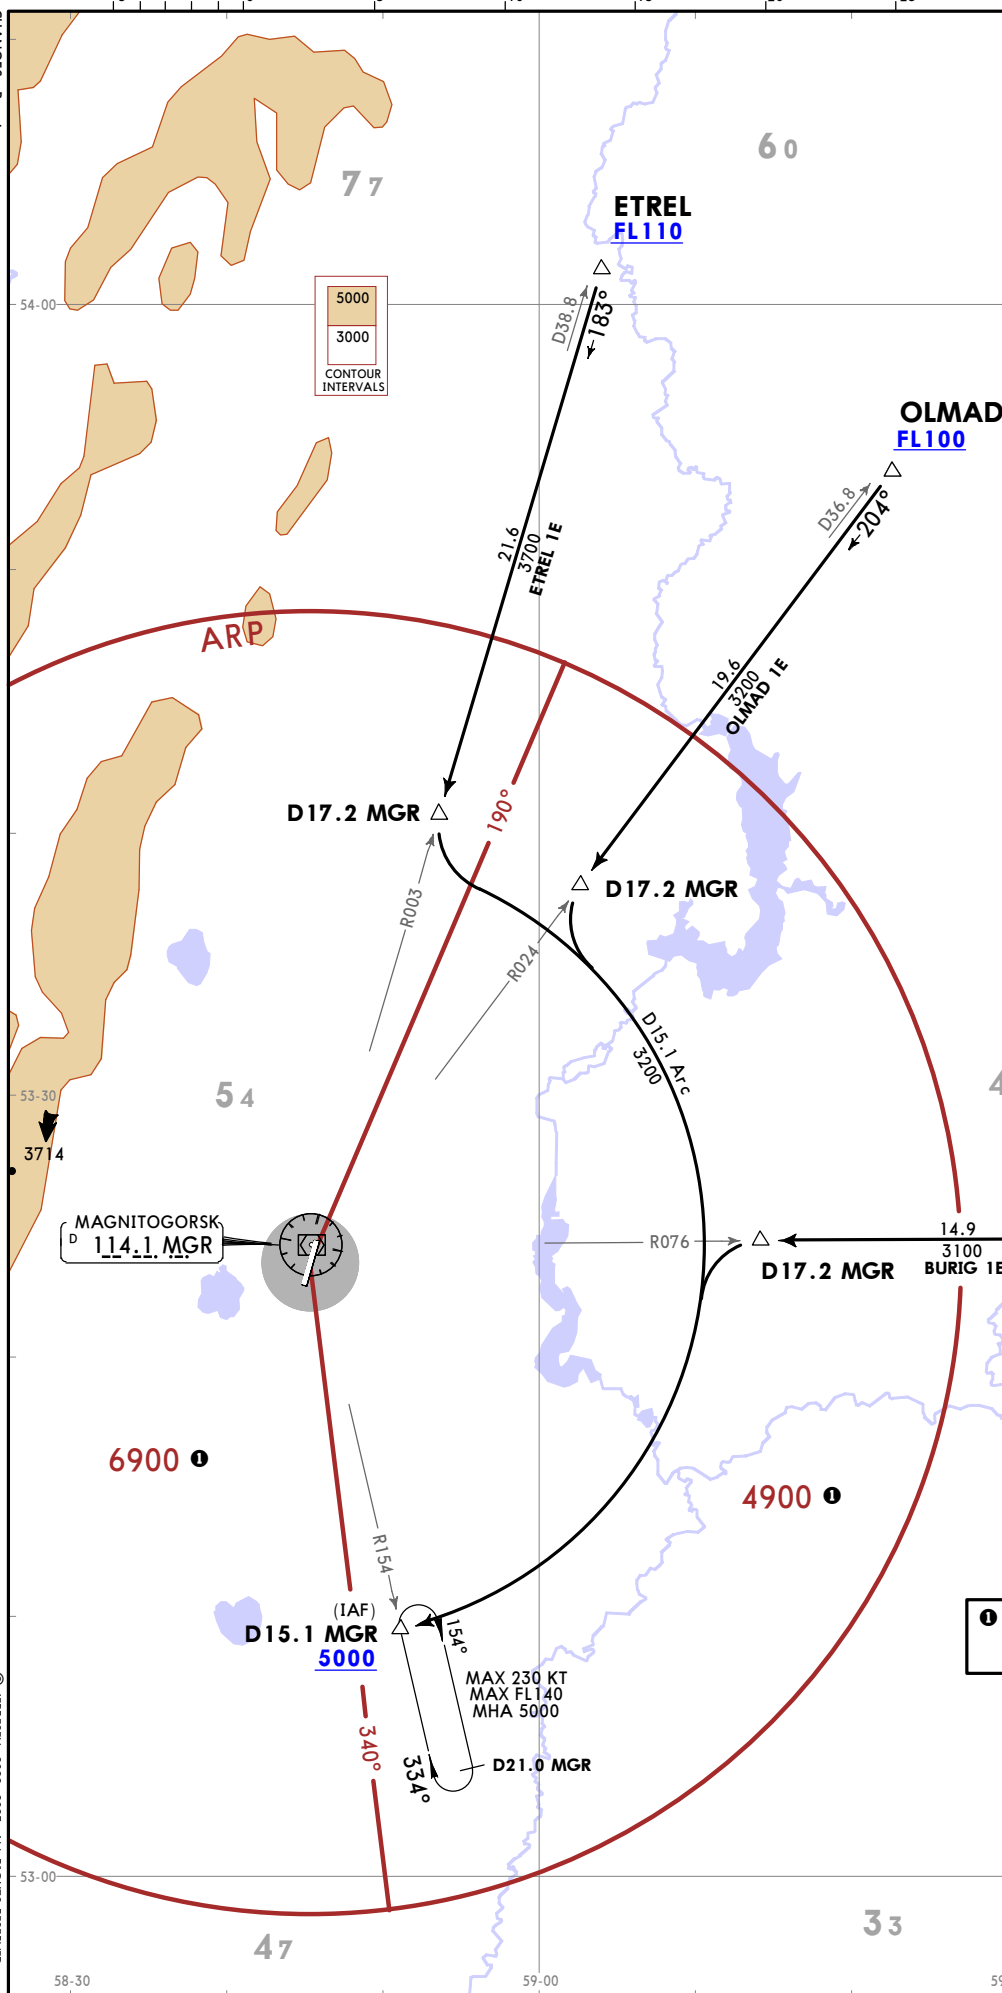 60
77
ETREL
FL110
54-00
5000
3000
CONTOUR
INTERVALS
D38.8
183°
OLMAD
FL100
D36.8
204°
21.6
3700
ETREL 1E
ARP
19.6
3200
OLMAD 1E
190°
D17.2 MGR
D17.2 MGR
R003
R024
D15.1 Arc
3200
54
4
53-30
3714
MAGNITOGORSK
D 114.1 MGR
R076
14.9
3100
BURIG 1E
D17.2 MGR
6900 1
4900 1
R154
(IAF)
D15.1 MGR
5000
154°
1
MAX 230 KT
MAX FL140
MHA 5000
340°
334°
D21.0 MGR
53-00
33
47
58-30
59-00